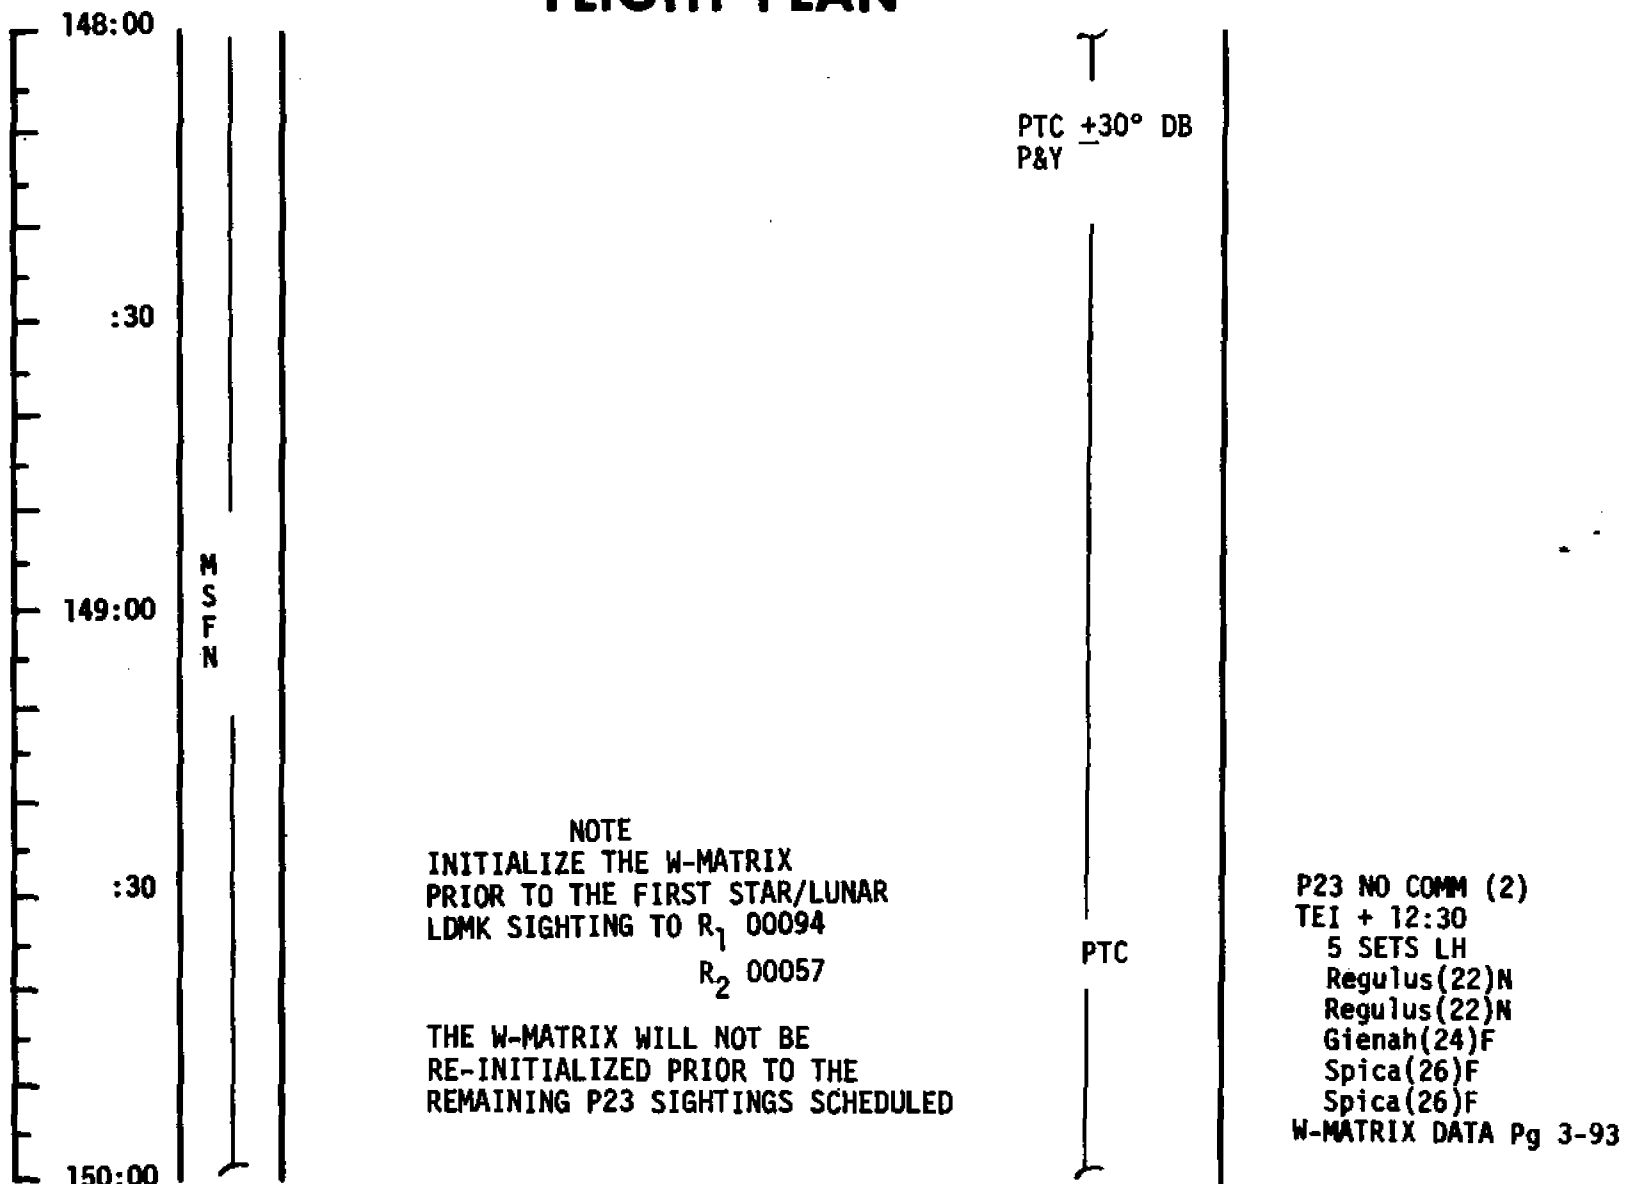 FLIGHT PLAN
148:00
PTC ±30° DB
P&Y
:30
MSFN
149:00
NOTE
INITIALIZE THE W-MATRIX
PRIOR TO THE FIRST STAR/LUNAR
LDMK SIGHTING TO R1 00094
R2 00057
THE W-MATRIX WILL NOT BE
RE-INITIALIZED PRIOR TO THE
REMAINING P23 SIGHTINGS SCHEDULED
:30
PTC
P23 NO COMM (2)
TEI + 12:30
5 SETS LH
Regulus(22)N
Regulus(22)N
Gienah(24)F
Spica(26)F
Spica(26)F
W-MATRIX DATA Pg 3-93
150:00